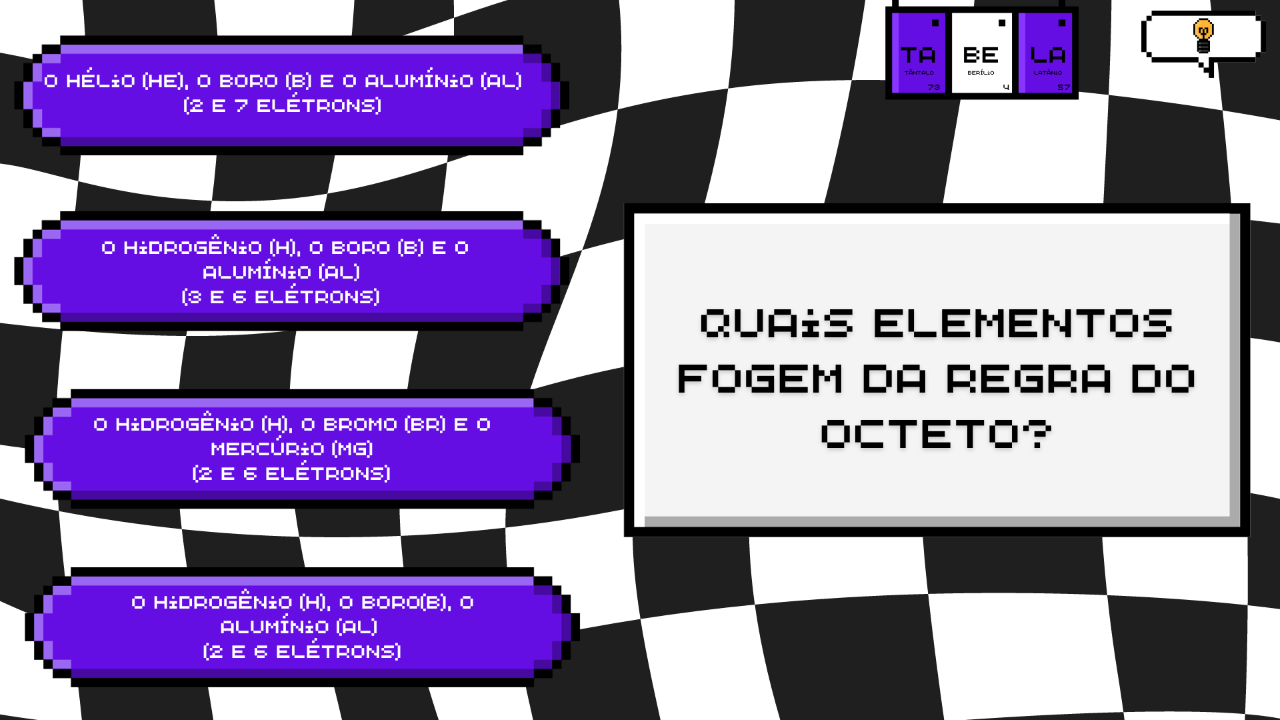 O HÉLIO (HE), O BORO (B) E O ALUMÍNIO (AL)
(2 E 7 ELÉTRONS)
O HIDROGÊNIO (H), O BORO (B) E O
ALUMÍNIO (AL)
(3 E 6 ELÉTRONS)
O HIDROGÊNIO (H), O BROMO (BR) E O
MERCÚRIO (MG)
(2 E 6 ELÉTRONS)
O HIDROGÊNIO (H), O BORO(B), O
ALUMÍNIO (AL)
(2 E 6 ELÉTRONS)
TA
TÂNTALO
73
BE
BERÍLIO
4
LA
LATÂNIO
57
QUAIS ELEMENTOS
FOGEM DA REGRA DO
OCTETO?